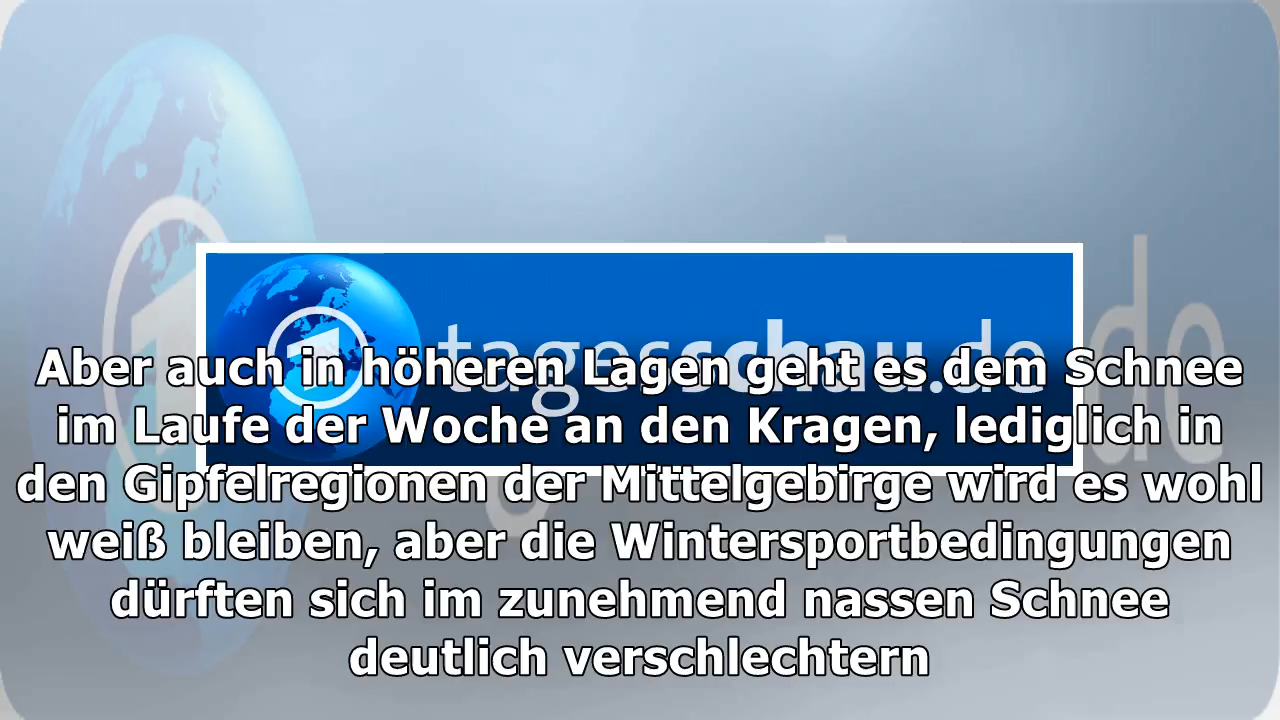 tagesschau.de
Aber auch in höheren Lagen geht es dem Schnee
im Laufe der Woche an den Kragen, lediglich in
den Gipfelregionen der Mittelgebirge wird es wohl
weiß bleiben, aber die Wintersportbedingungen
dürften sich im zunehmend nassen Schnee
deutlich verschlechtern